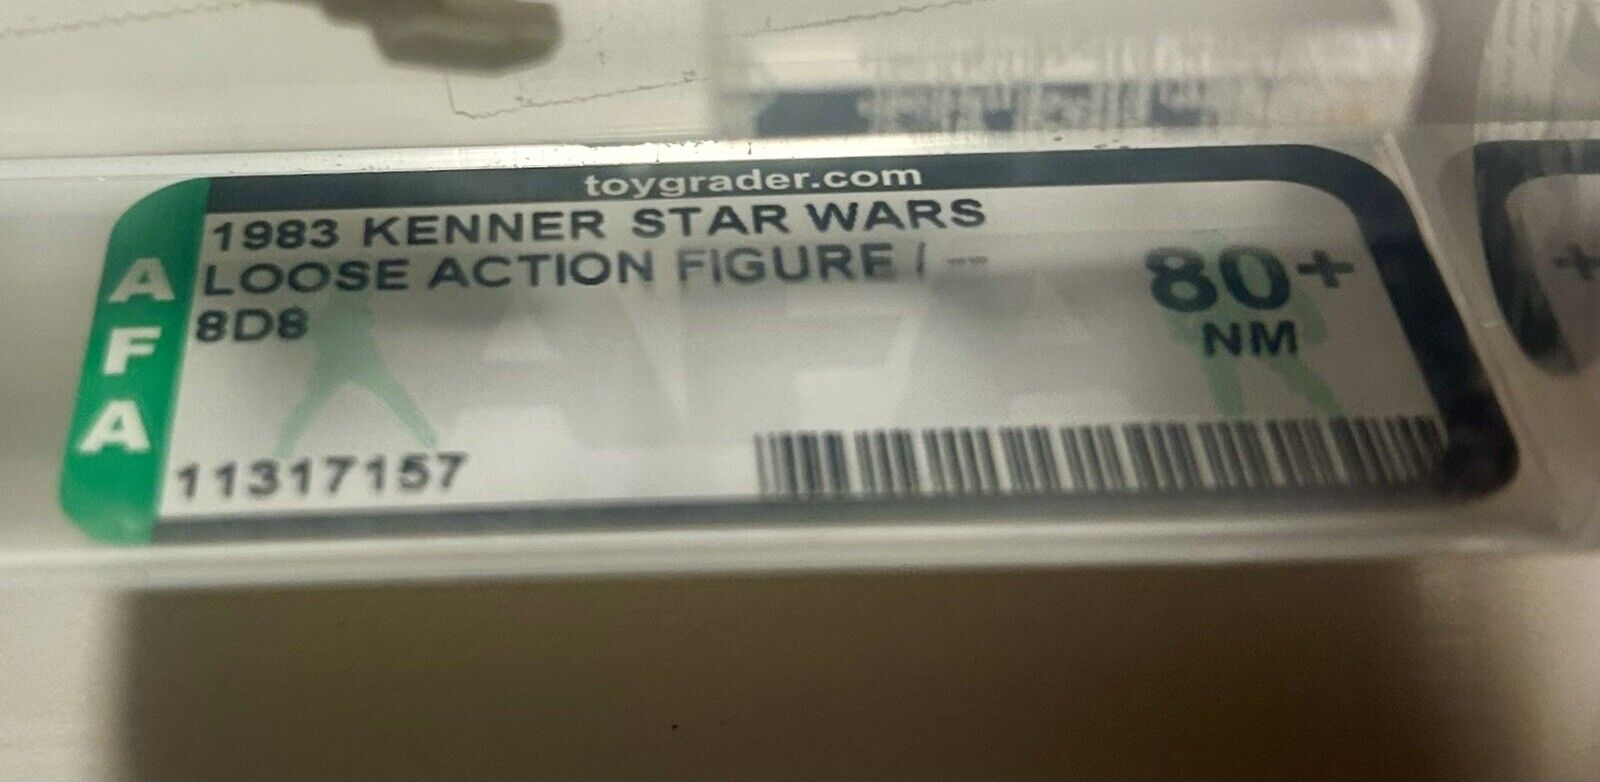 toygrader.com
1983 KENNER STAR WARS
LOOSE ACTION FIGURE / --
8D8
80+
NM
AFA
11317157